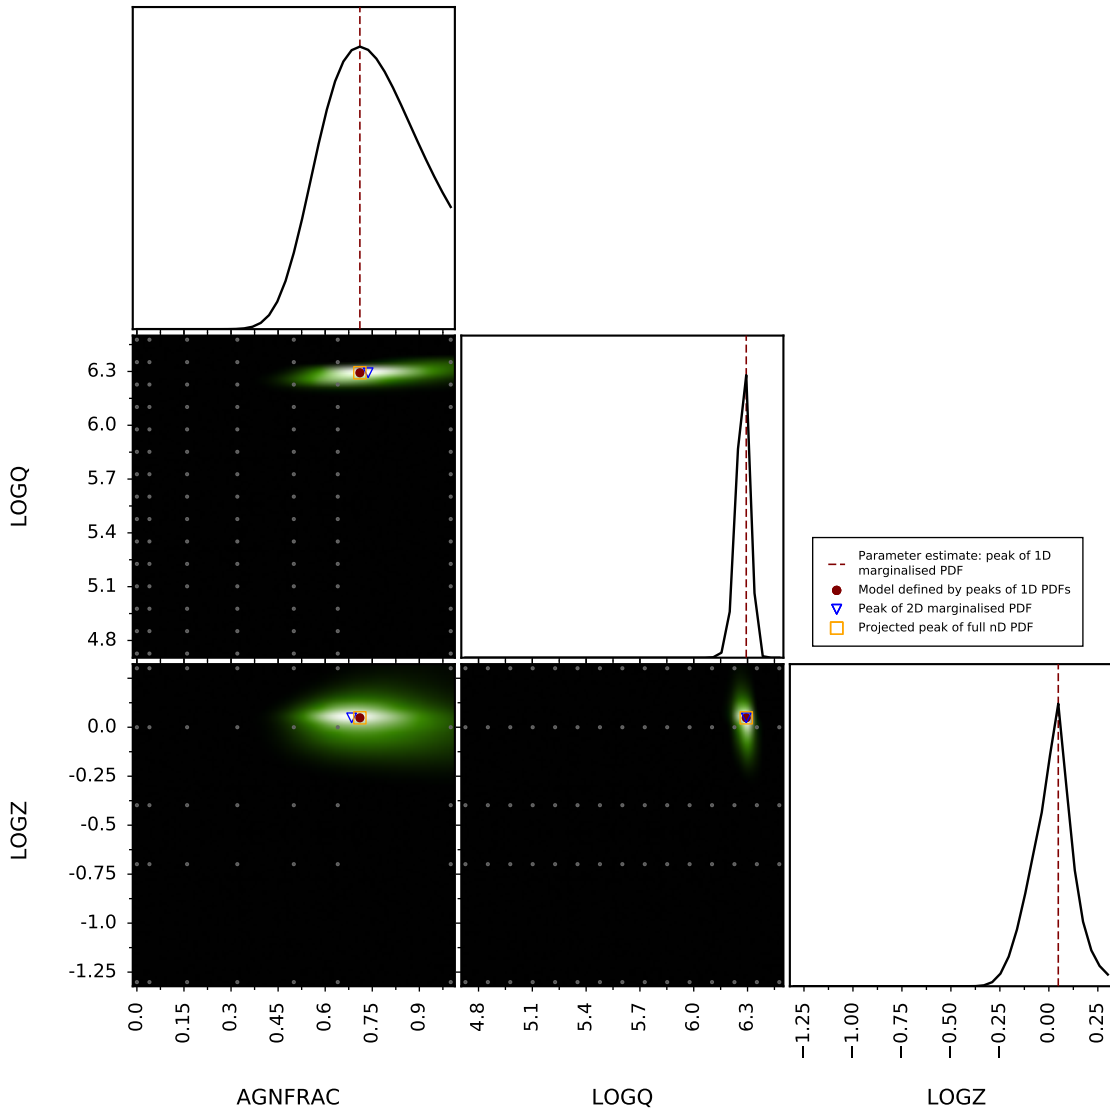 6.3
6.0
5.7
5.4
5.1
4.8
LOGQ
Parameter estimate: peak of 1D
marginalised PDF
Model defined by peaks of 1D PDFs
Peak of 2D marginalised PDF
Projected peak of full nD PDF
0.0
-0.25
-0.5
-0.75
-1.0
-1.25
LOGZ
0.0 0.15 0.3 0.45 0.6 0.75 0.9
4.8 5.1 5.4 5.7 6.0 6.3
−1.25 −1.00 −0.75 −0.50 −0.25 0.00 0.25
AGNFRAC LOGQ LOGZ